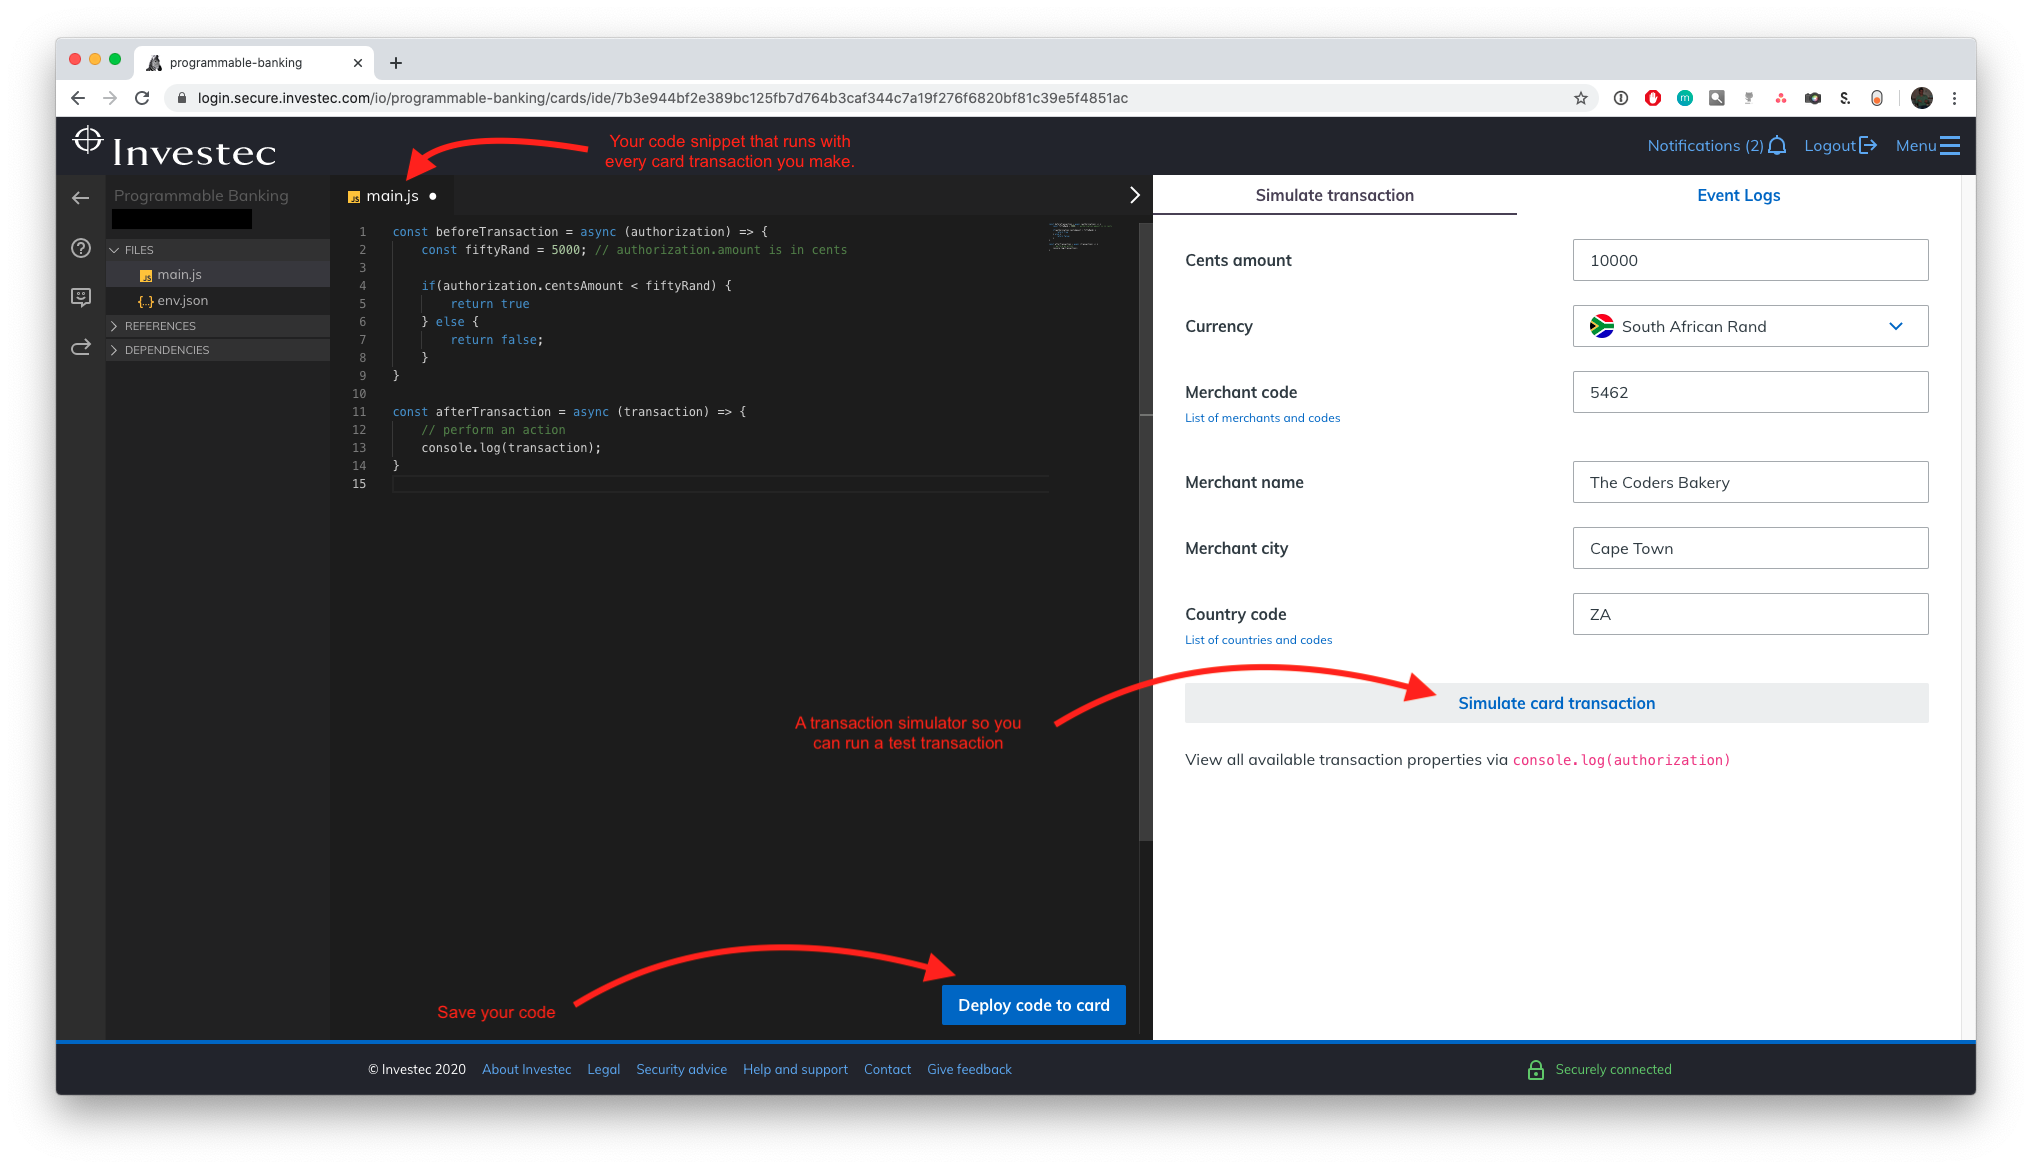 programmable-banking
login.secure.investec.com/io/programmable-banking/cards/ide/7b3e944bf2e389bc125fb7d764b3caf344c7a19f276f6820bf81c39e5f4851ac
Investec
Your code snippet that runs with
every card transaction you make.
Notifications (2)
Logout
Menu
Programmable Banking
FILES
main.js
env.json
REFERENCES
DEPENDENCIES
main.js
1 const beforeTransaction = async (authorization) => {
2 const fiftyRand = 5000; // authorization.amount is in cents
3
4 if(authorization.centsAmount < fiftyRand) {
5 return true
6 } else {
7 return false;
8 }
9 }
10
11 const afterTransaction = async (transaction) => {
12 // perform an action
13 console.log(transaction);
14 }
15
A transaction simulator so you
can run a test transaction
Save your code
Deploy code to card
Simulate transaction
Event Logs
Cents amount
10000
Currency
South African Rand
Merchant code
5462
List of merchants and codes
Merchant name
The Coders Bakery
Merchant city
Cape Town
Country code
ZA
List of countries and codes
Simulate card transaction
View all available transaction properties via console.log(authorization)
© Investec 2020
About Investec
Legal
Security advice
Help and support
Contact
Give feedback
Securely connected